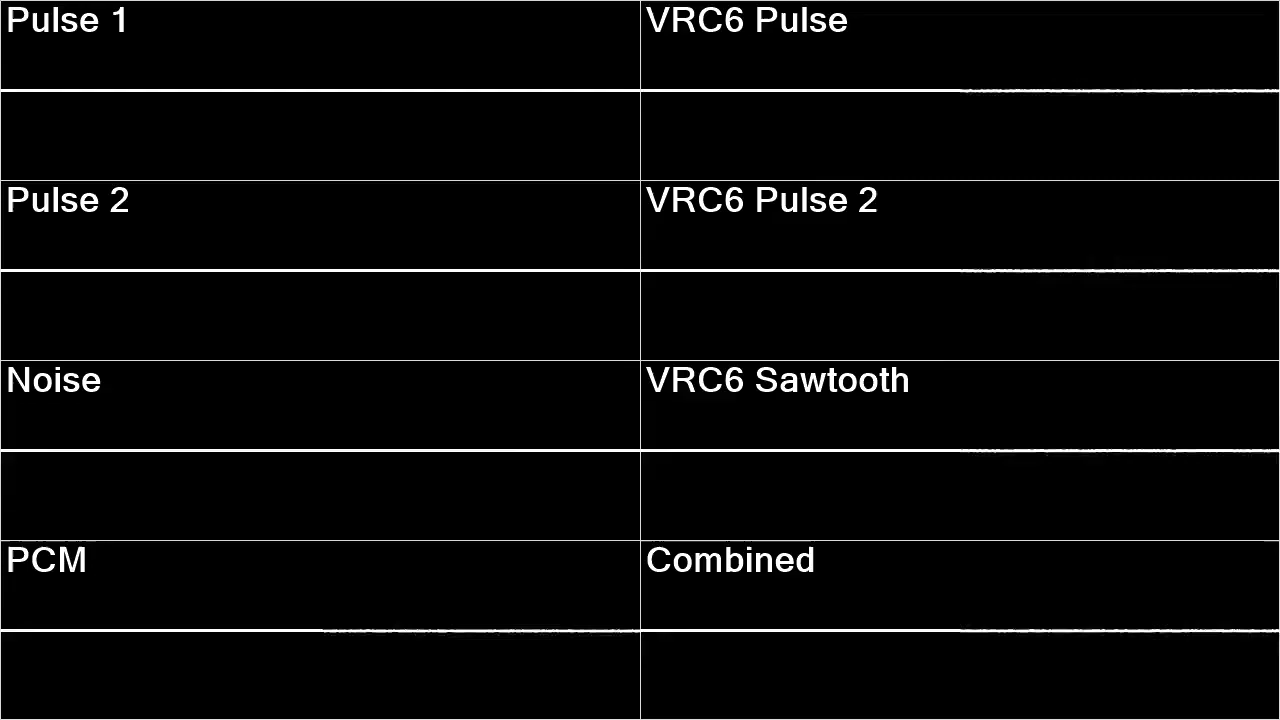 Pulse 1
VRC6 Pulse
Pulse 2
VRC6 Pulse 2
Noise
VRC6 Sawtooth
PCM
Combined